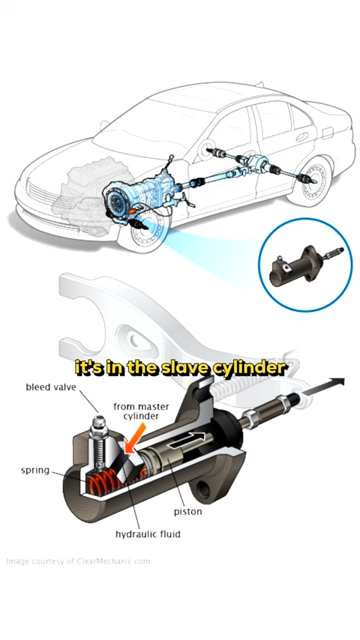 it's in the slave cylinder
bleed valve
from master
cylinder
spring
piston
hydraulic fluid
Image courtesy of ClearMechanic.com